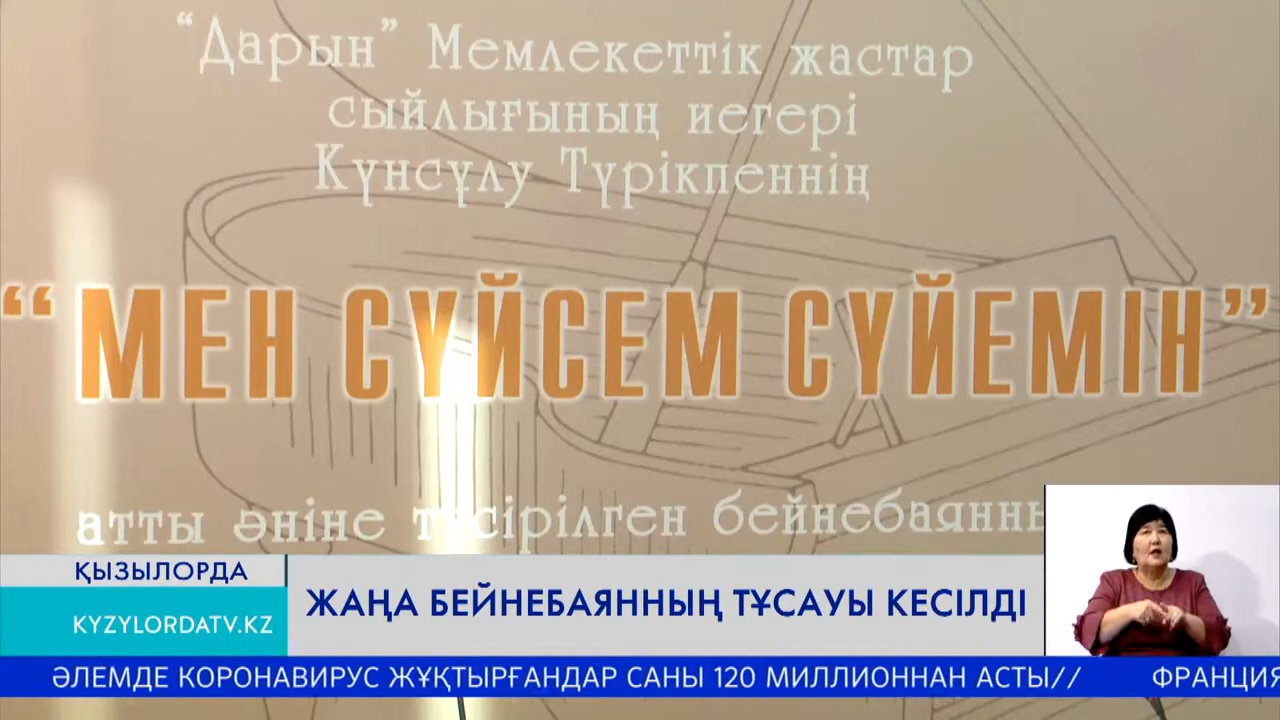 “Дарын” Мемлекеттік жастар
сыйлығының иегері
Күнсұлу Түрікпеннің
“МЕН СҮЙСЕМ СҮЙЕМІН”
атты әніне түсірілген
ҚЫЗЫЛОРДА
KYZYLORDATV.KZ
ЖАҢА БЕЙНЕБАЯННЫҢ ТҰСАУЫ КЕСІЛДІ
ӘЛЕМДЕ КОРОНАВИРУС ЖҰҚТЫРҒАНДАР САНЫ 120 МИЛЛИОННАН АСТЫ// ФРАНЦИЯ